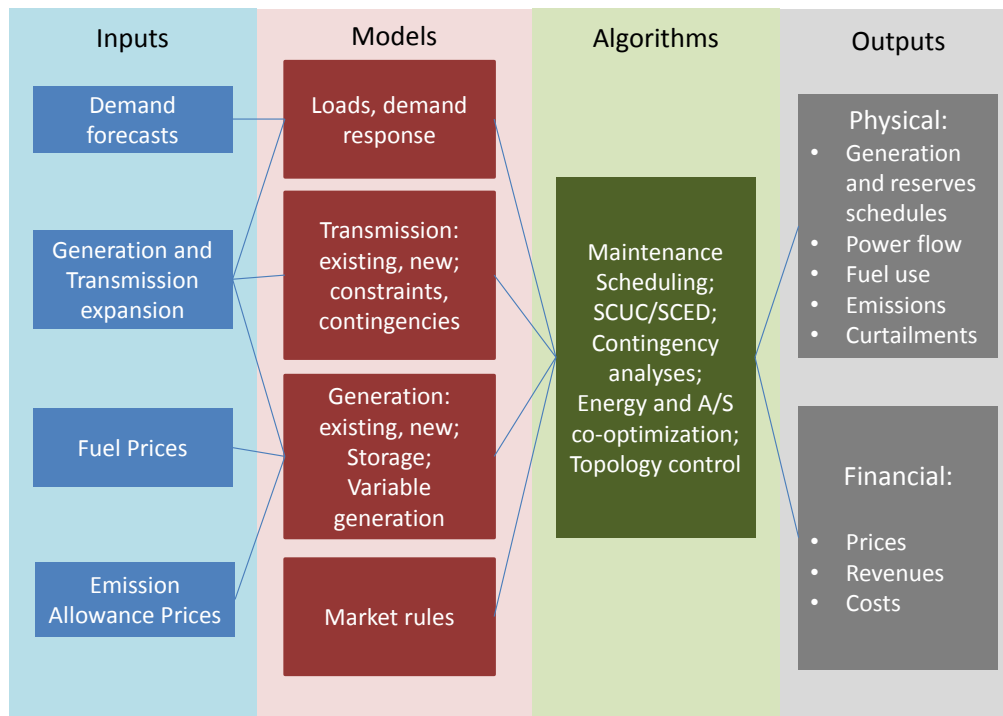 Inputs
Demand
forecasts
Generation and
Transmission
expansion
Fuel Prices
Emission
Allowance Prices
Models
Loads, demand
response
Transmission:
existing, new;
constraints,
contingencies
Generation:
existing, new;
Storage;
Variable
generation
Market rules
Algorithms
Maintenance
Scheduling;
SCUC/SCED;
Contingency
analyses;
Energy and A/S
co-optimization;
Topology control
Outputs
Physical:
• Generation
and reserves
schedules
• Power flow
• Fuel use
• Emissions
• Curtailments
Financial:
• Prices
• Revenues
• Costs